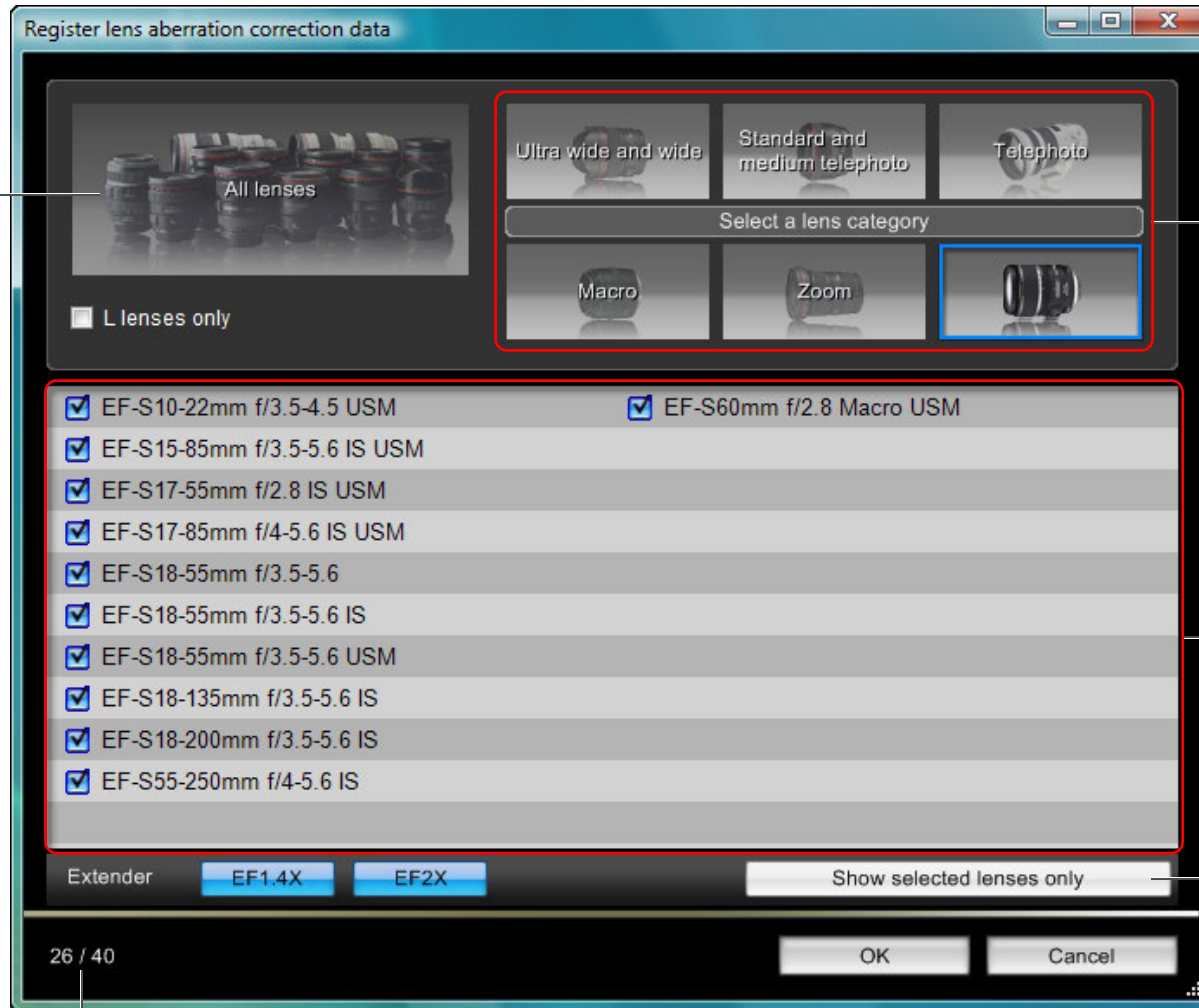 Register lens aberration correction data
All lenses
L lenses only
Ultra wide and wide
Standard and
medium telephoto
Telephoto
Select a lens category
Macro
Zoom
EF-S10-22mm f/3.5-4.5 USM
EF-S15-85mm f/3.5-5.6 IS USM
EF-S17-55mm f/2.8 IS USM
EF-S17-85mm f/4-5.6 IS USM
EF-S18-55mm f/3.5-5.6
EF-S18-55mm f/3.5-5.6 IS
EF-S18-55mm f/3.5-5.6 USM
EF-S18-135mm f/3.5-5.6 IS
EF-S18-200mm f/3.5-5.6 IS
EF-S55-250mm f/4-5.6 IS
EF-S60mm f/2.8 Macro USM
Extender
EF1.4X
EF2X
Show selected lenses only
26 / 40
OK
Cancel